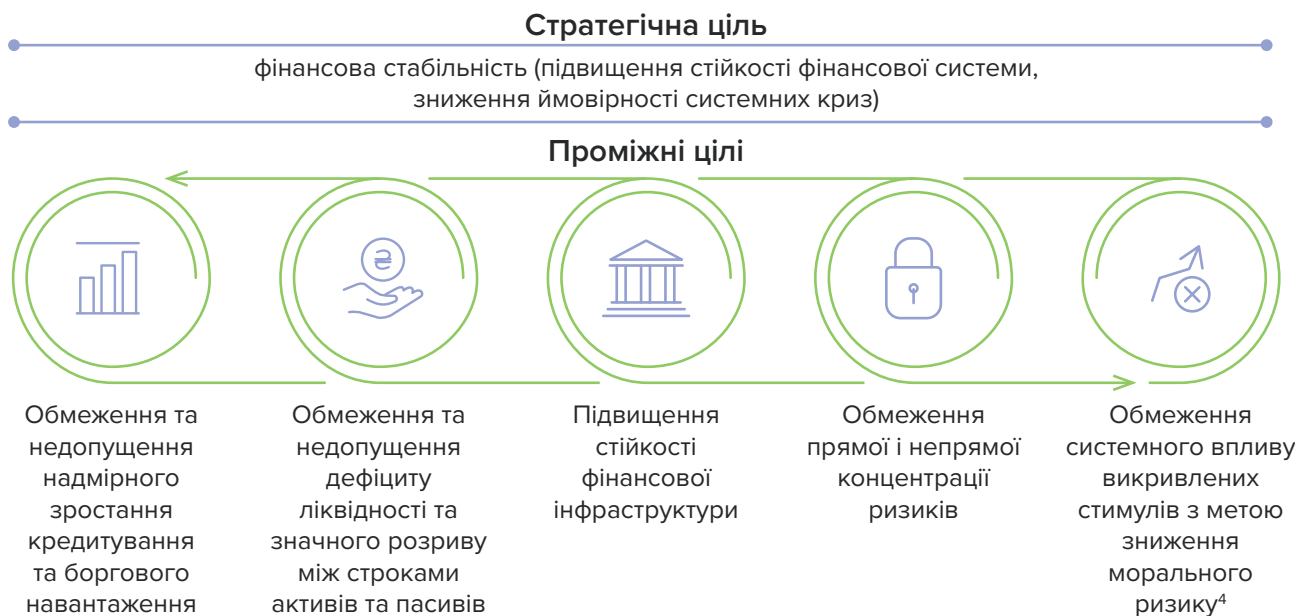 Стратегічна ціль
фінансова стабільність (підвищення стійкості фінансової системи,
зниження ймовірності системних криз)
Проміжні цілі
₴
Обмеження та
недопущення
надмірного
зростання
кредитування
та боргового
навантаження
Обмеження та
недопущення
дефіциту
ліквідності та
значного розриву
між строками
активів та пасивів
Підвищення
стійкості
фінансової
інфраструктури
Обмеження
прямої і непрямої
концентрації
ризиків
Обмеження
системного впливу
викривлених
стимулів з метою
зниження
морального
ризику⁴